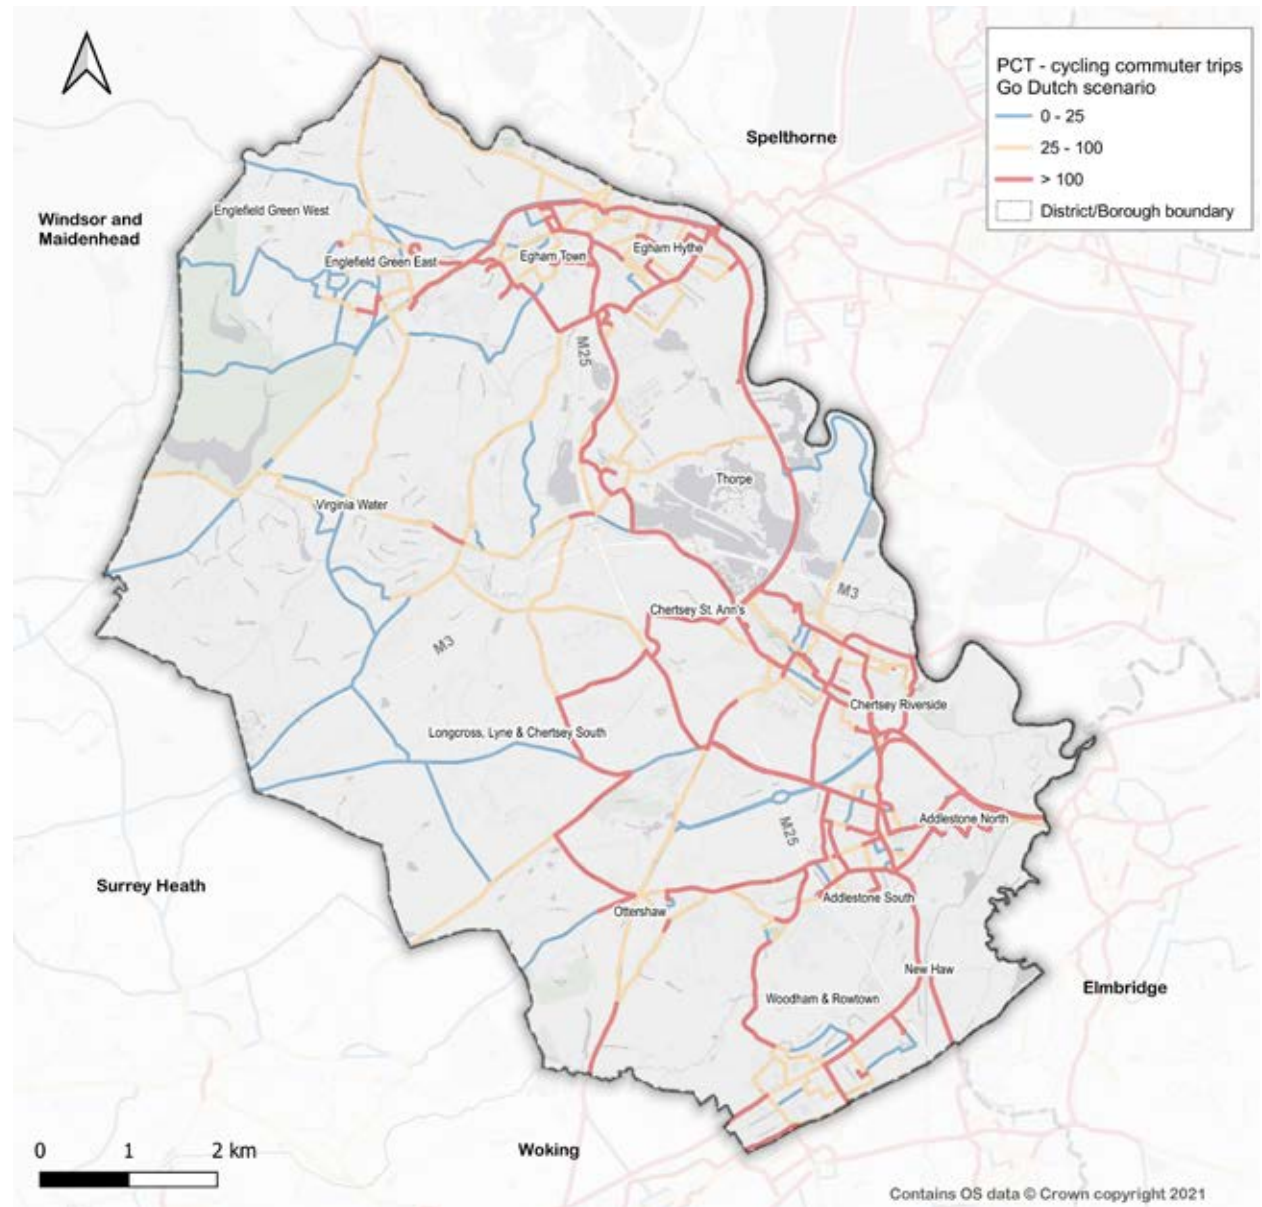 PCT - cycling commuter trips
Go Dutch scenario
0 - 25
25 - 100
> 100
District/Borough boundary
Spelthorne
Windsor and
Maidenhead
Englefield Green West
Englefield Green East
Egham Town
Egham Hythe
M25
Thorpe
Virginia Water
M3
Chertsey St. Ann's
M3
Chertsey Riverside
Longcross, Lyne & Chertsey South
M25
Addlestone North
Surrey Heath
Addlestone South
Ottershaw
New Haw
Elmbridge
Woodham & Rowtown
0 1 2 km
Woking
Contains OS data © Crown copyright 2021